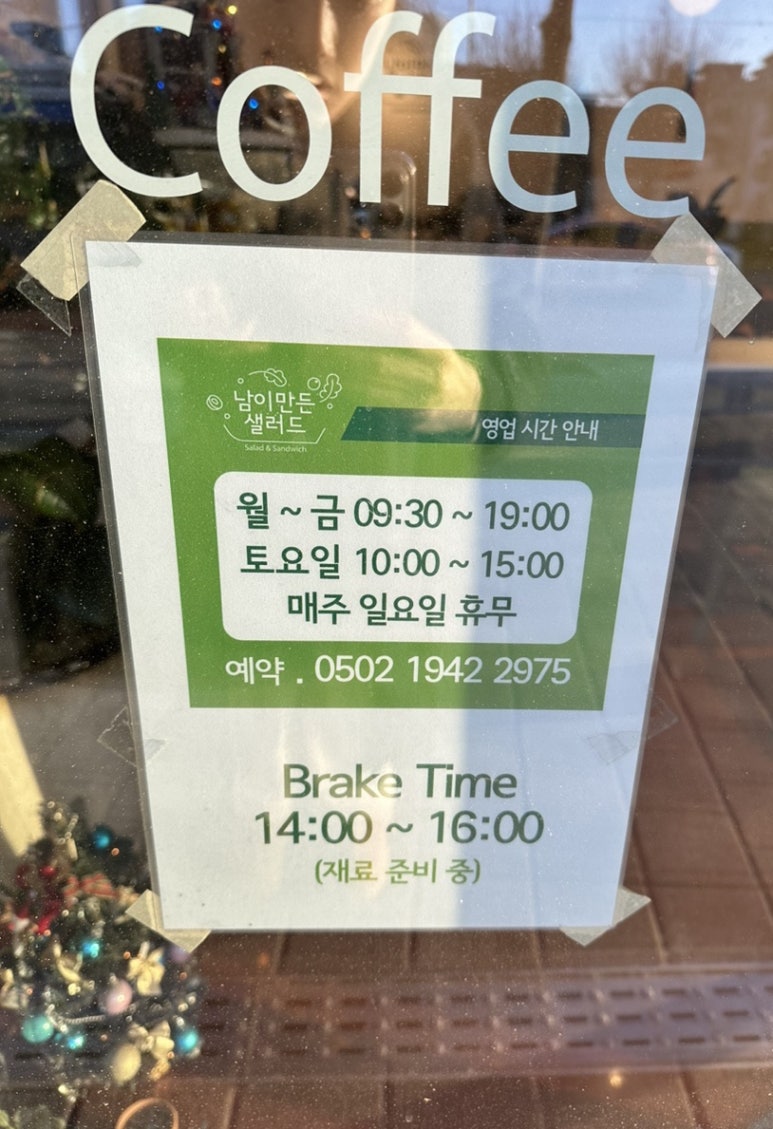 Coffee
남이만든
샐러드
Salad & Sandwich
영업 시간 안내
월 ~ 금 09:30 ~ 19:00
토요일 10:00 ~ 15:00
매주 일요일 휴무
예약 . 0502 1942 2975
Brake Time
14:00 ~ 16:00
(재료 준비 중)